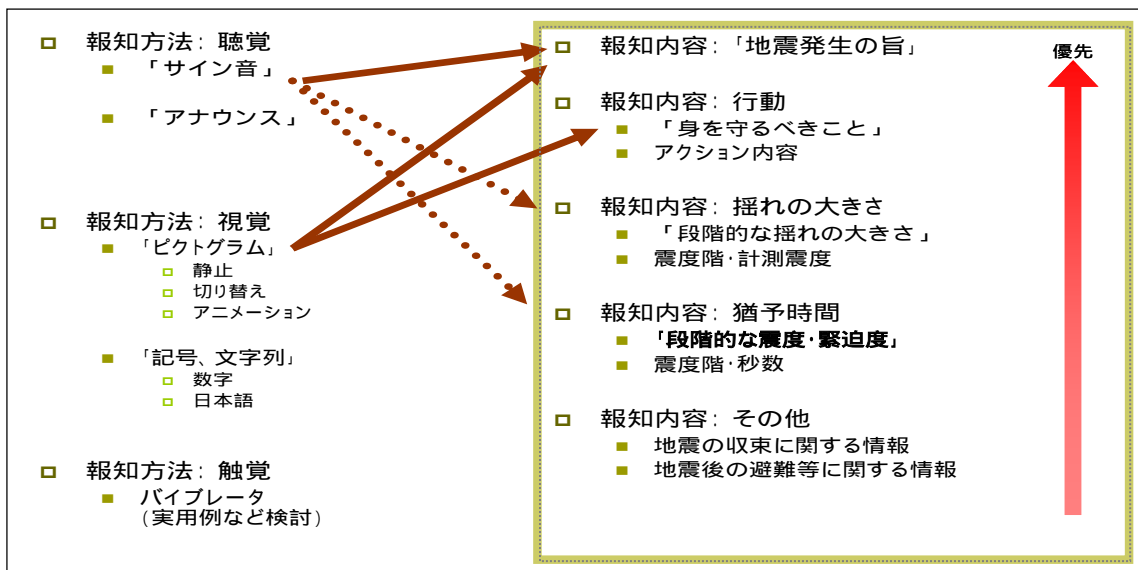 報知方法: 聴覚
「サイン音」
「アナウンス」
報知方法: 視覚
「ピクトグラム」
静止
切り替え
アニメーション
「記号、文字列」
数字
日本語
報知方法: 触覚
バイブレータ
(実用例など検討)
報知内容: 「地震発生の旨」
報知内容: 行動
「身を守るべきこと」
アクション内容
報知内容: 揺れの大きさ
「段階的な揺れの大きさ」
震度階・計測震度
報知内容: 猶予時間
「段階的な震度・緊迫度」
震度階・秒数
報知内容: その他
地震の収束に関する情報
地震後の避難等に関する情報
優先